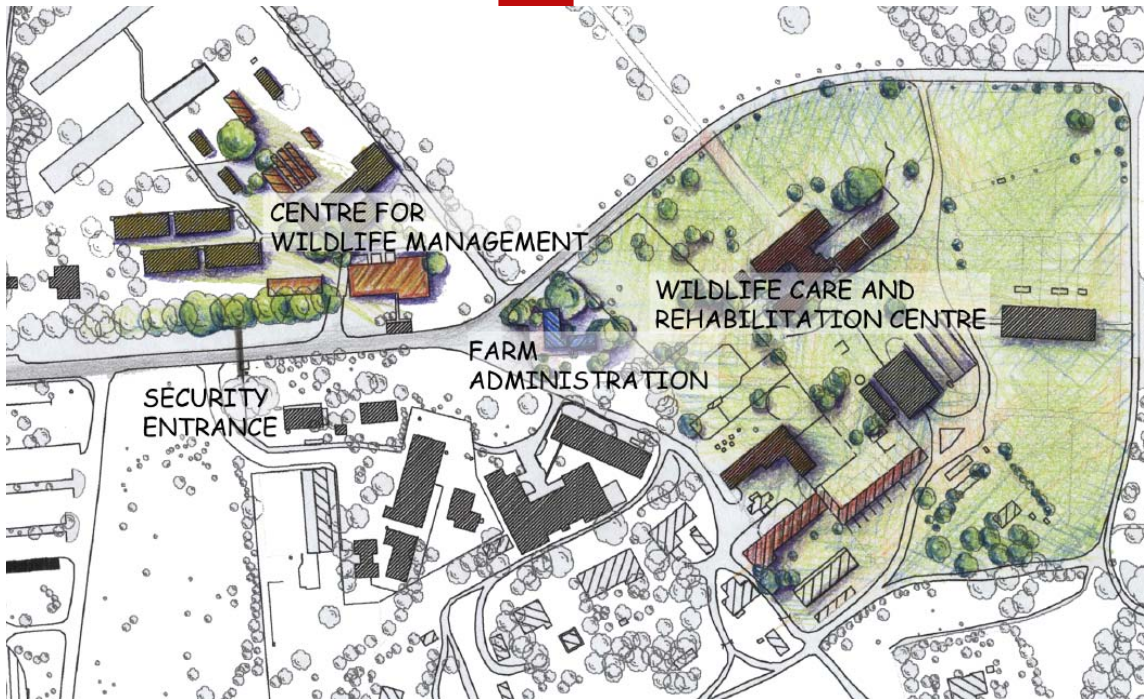 CENTRE FOR
WILDLIFE MANAGEMENT
WILDLIFE CARE AND
REHABILITATION CENTRE
FARM
ADMINISTRATION
SECURITY
ENTRANCE